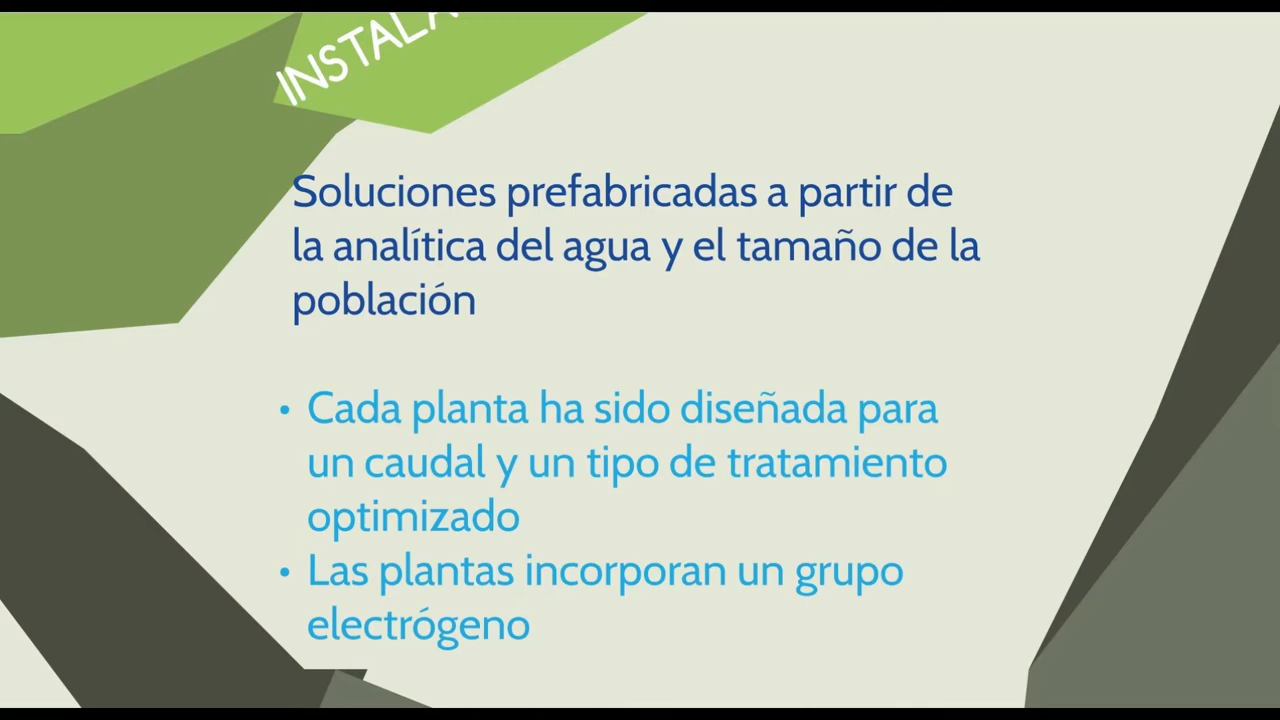 Soluciones prefabricadas a partir de
la analítica del agua y el tamaño de la
población
• Cada planta ha sido diseñada para
un caudal y un tipo de tratamiento
optimizado
• Las plantas incorporan un grupo
electrógeno